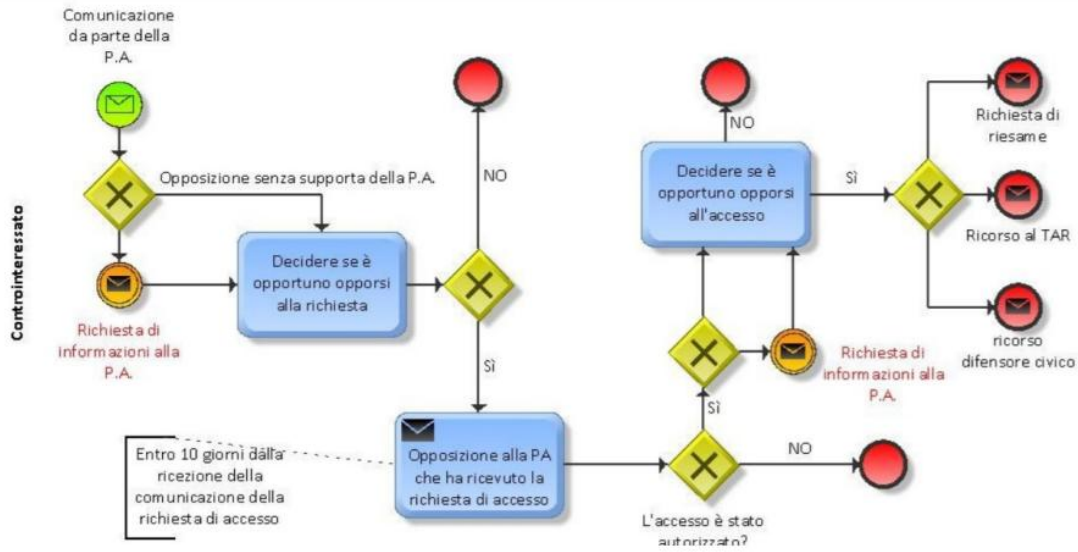 Comunicazione
da parte della
P.A.
Opposizione senza supporta della P.A.
NO
Controinteressato
Decidere se è
opportuno opporsi
alla richiesta
Richiesta di
informazioni alla
P.A.
Sì
Entro 10 giorni dalla
ricezione della
comunicazione della
richiesta di accesso
Opposizione alla PA
che ha ricevuto la
richiesta di accesso
NO
Decidere se è
opportuno opporsi
all'accesso
Sì
Richiesta di
riesame
Ricorso al TAR
ricorso
difensore civico
Richiesta di
informazioni alla
P.A.
Sì
NO
L'accesso è stato
autorizzato?